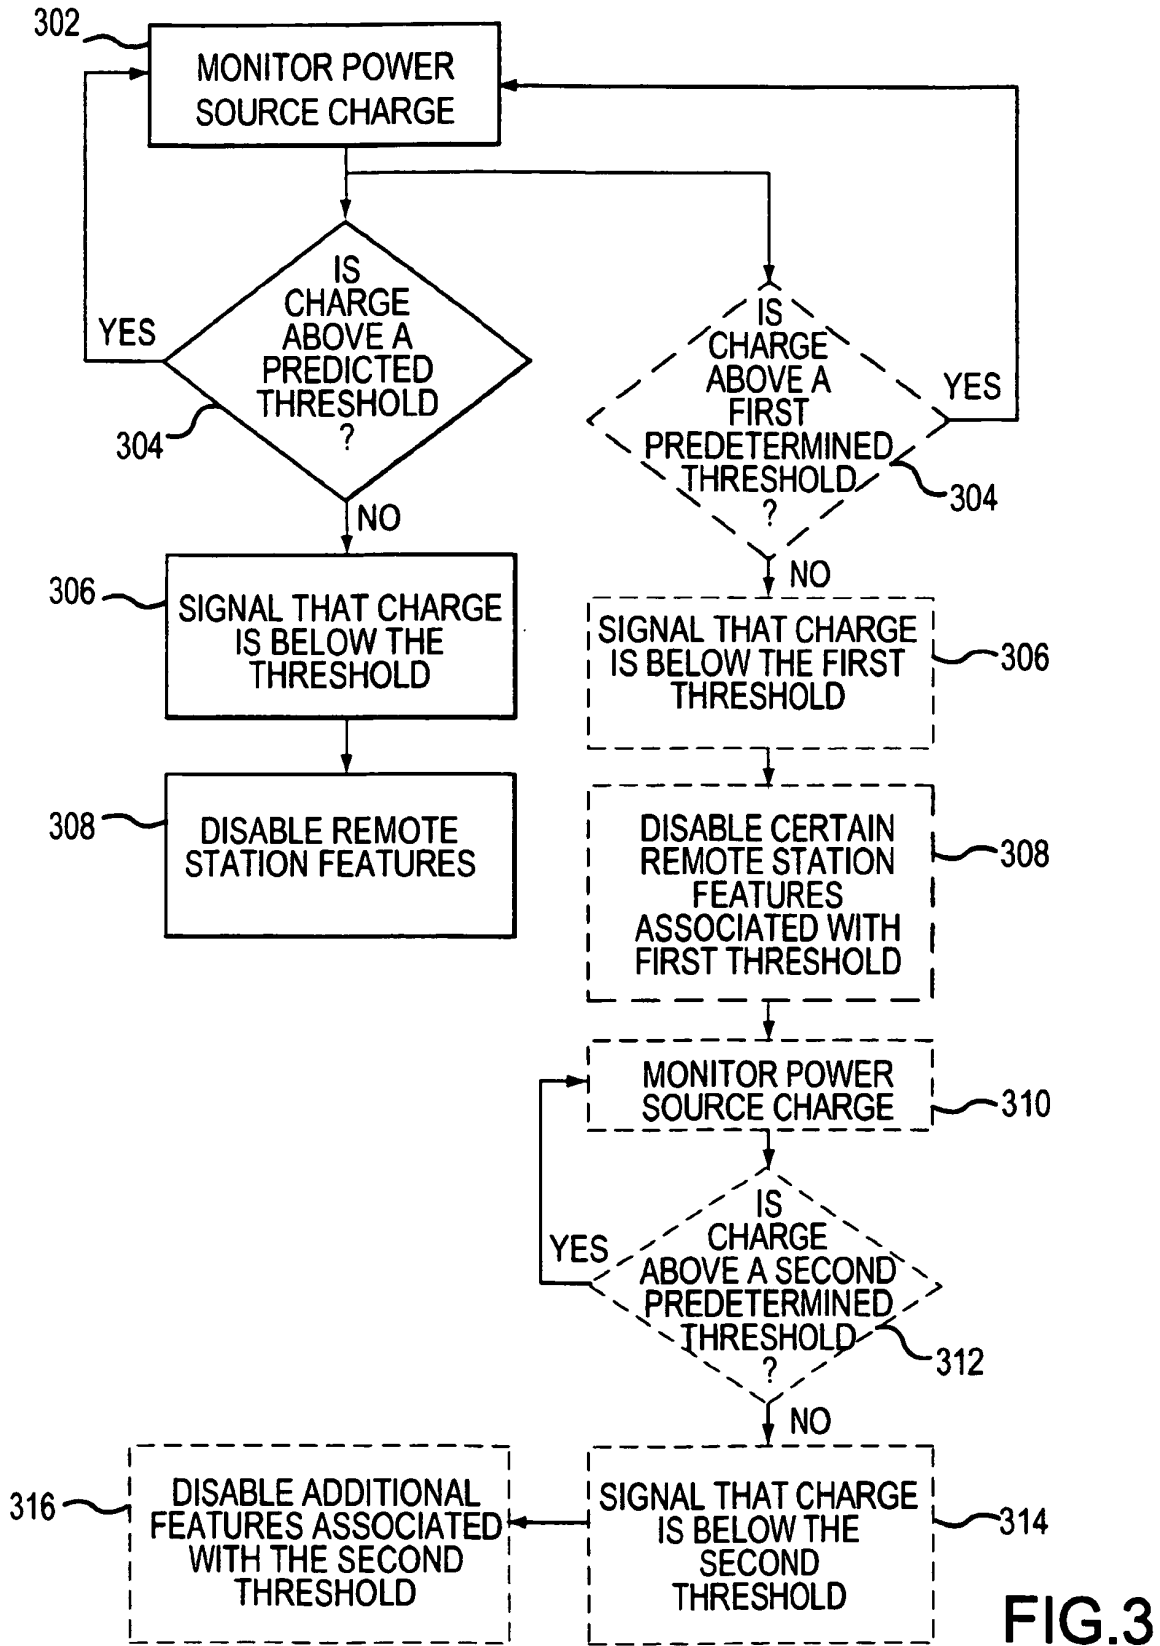 302
MONITOR POWER
SOURCE CHARGE
IS
CHARGE
ABOVE A
PREDICTED
THRESHOLD
?
YES
304
NO
306
SIGNAL THAT CHARGE
IS BELOW THE
THRESHOLD
308
DISABLE REMOTE
STATION FEATURES
IS
CHARGE
ABOVE A
FIRST
PREDETERMINED
THRESHOLD
?
YES
304
NO
SIGNAL THAT CHARGE
IS BELOW THE FIRST
THRESHOLD
306
DISABLE CERTAIN
REMOTE STATION
FEATURES
ASSOCIATED WITH
FIRST THRESHOLD
308
MONITOR POWER
SOURCE CHARGE
310
IS
CHARGE
ABOVE A SECOND
PREDETERMINED
THRESHOLD
?
YES
312
NO
SIGNAL THAT CHARGE
IS BELOW THE
SECOND
THRESHOLD
314
316
DISABLE ADDITIONAL
FEATURES ASSOCIATED
WITH THE SECOND
THRESHOLD
FIG.3